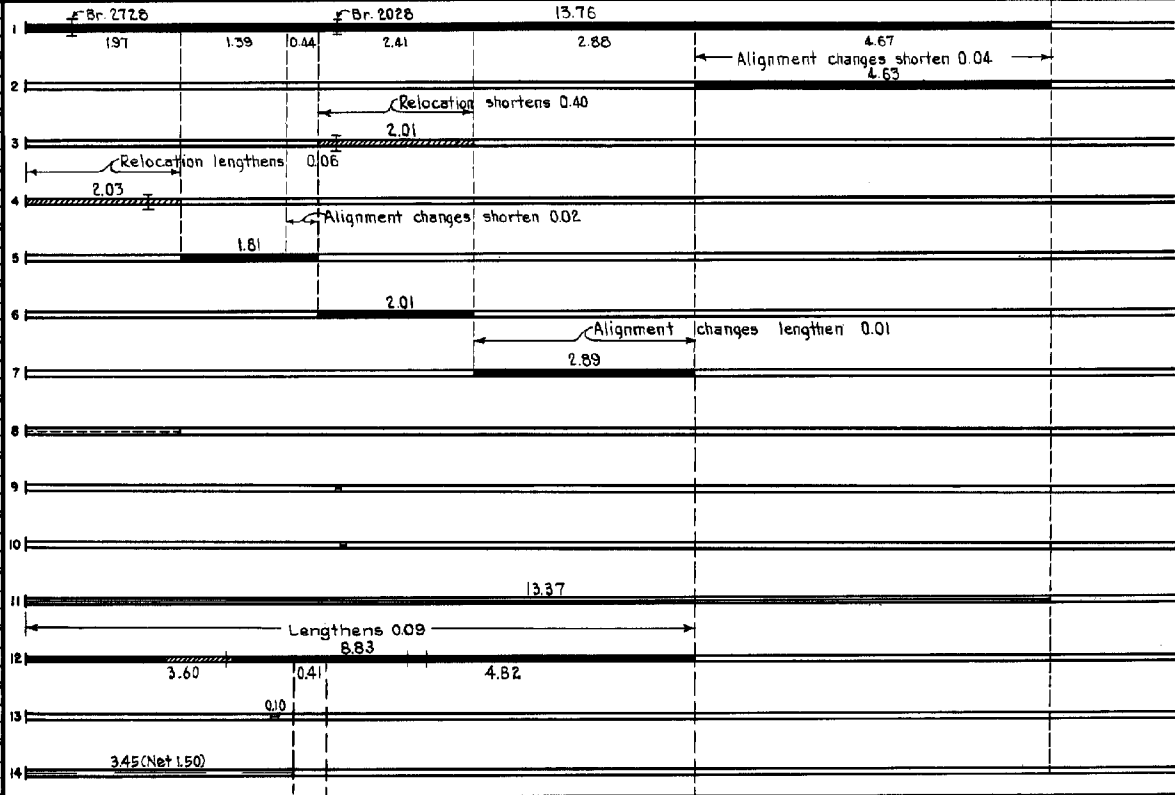 Br. 2728 Br. 2028 13.76
1
1.97 1.39 0.44 2.41 2.88 4.67
Alignment changes shorten 0.04
4.63
2
Relocation shortens 0.40
2.01
3
Relocation lengthens 0.06
2.03
4
Alignment changes shorten 0.02
1.81
5
2.01
6
Alignment changes lengthen 0.01
2.89
7
8
9
10
13.37
11
Lengthens 0.09
8.83
12
3.60 0.41 4.82
0.10
13
3.45 (Net 1.50)
14